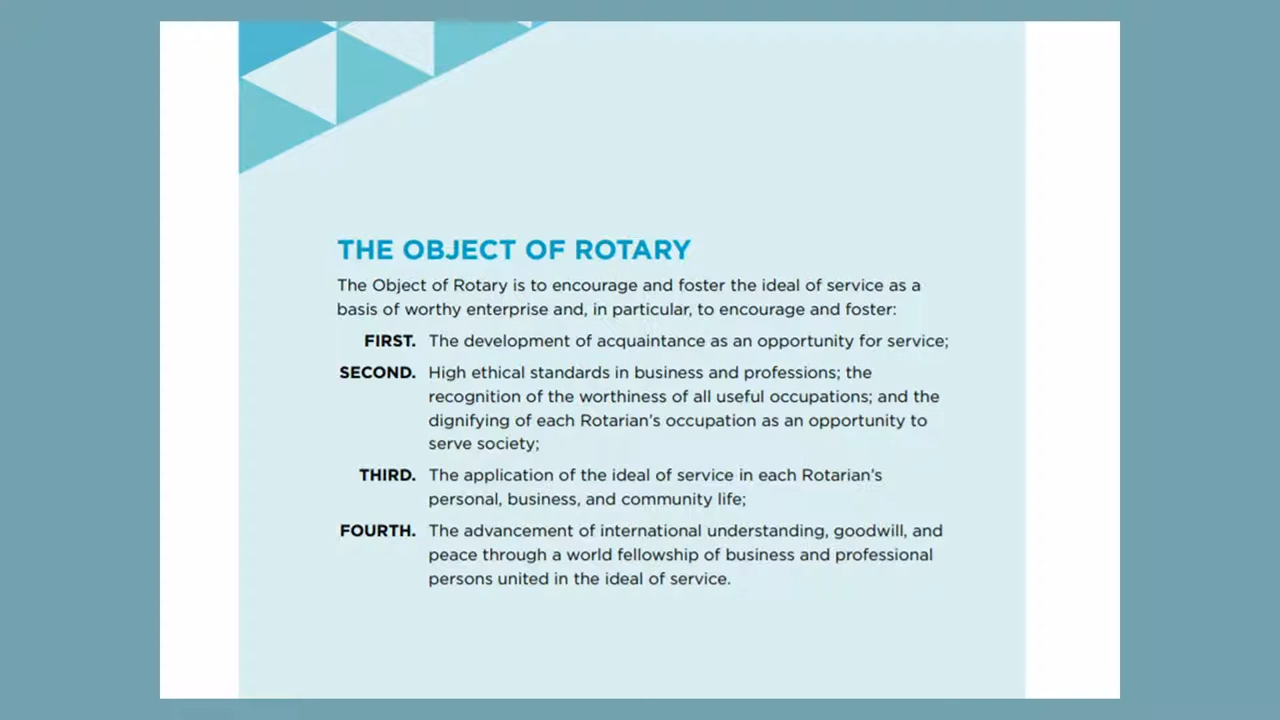 THE OBJECT OF ROTARY
The Object of Rotary is to encourage and foster the ideal of service as a
basis of worthy enterprise and, in particular, to encourage and foster:
FIRST. The development of acquaintance as an opportunity for service;
SECOND. High ethical standards in business and professions; the
recognition of the worthiness of all useful occupations; and the
dignifying of each Rotarian’s occupation as an opportunity to
serve society;
THIRD. The application of the ideal of service in each Rotarian’s
personal, business, and community life;
FOURTH. The advancement of international understanding, goodwill, and
peace through a world fellowship of business and professional
persons united in the ideal of service.